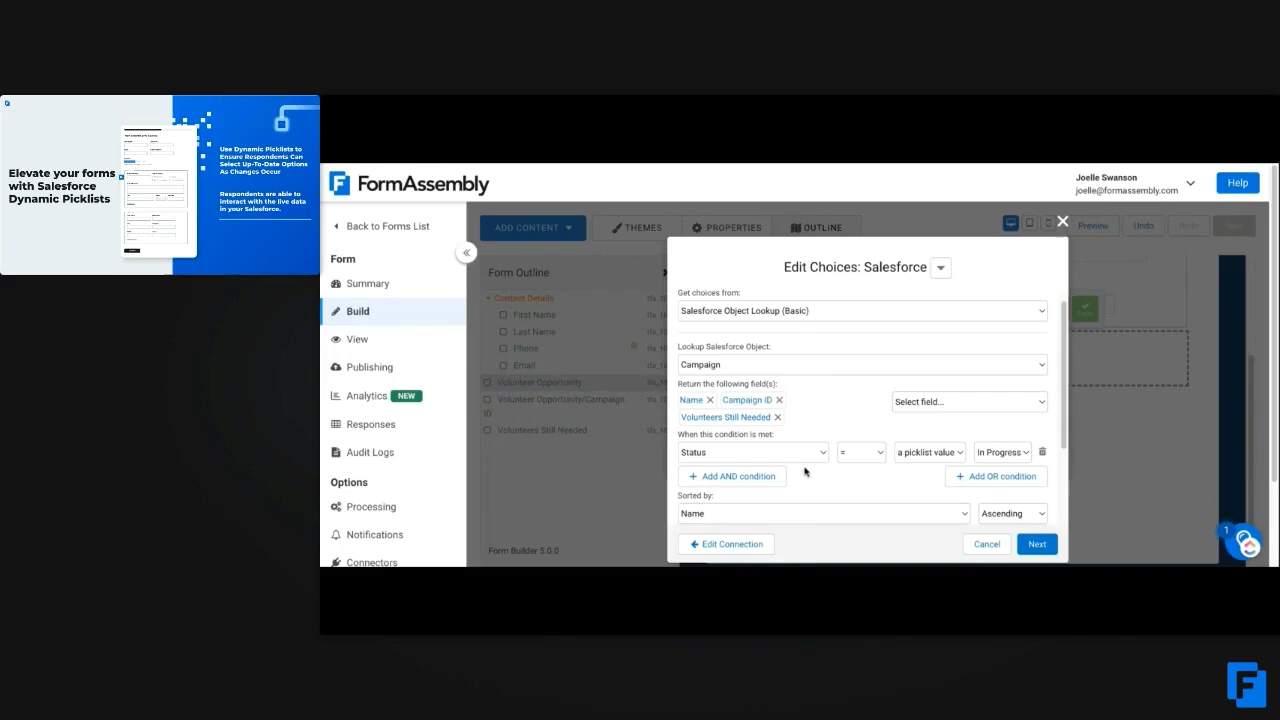 Elevate your forms
with Salesforce
Dynamic Picklists
Use Dynamic Picklists to
Ensure Respondents Can
Select Up-To-Date Options
As Changes Occur
Respondents are able to
interact with the live data
in your Salesforce.
FormAssembly
Joelle Swanson
joelle@formassembly.com
Help
Back to Forms List
Form
Summary
Build
View
Publishing
Analytics NEW
Responses
Audit Logs
Options
Processing
Notifications
Connectors
ADD CONTENT
THEMES
PROPERTIES
OUTLINE
Preview
Undo
Redo
Save
Form Outline
Contact Details
First Name
Last Name
Phone
Email
Volunteer Opportunity
Volunteer Opportunity/Campaign
ID
Volunteers Still Needed
Form Builder 5.0.0
Edit Choices: Salesforce
Get choices from:
Salesforce Object Lookup (Basic)
Lookup Salesforce Object:
Campaign
Return the following field(s):
Name Campaign ID
Select field...
Volunteers Still Needed
When this condition is met:
Status = a picklist value In Progress
+ Add AND condition
+ Add OR condition
Sorted by:
Name Ascending
Edit Connection
Cancel
Next
1